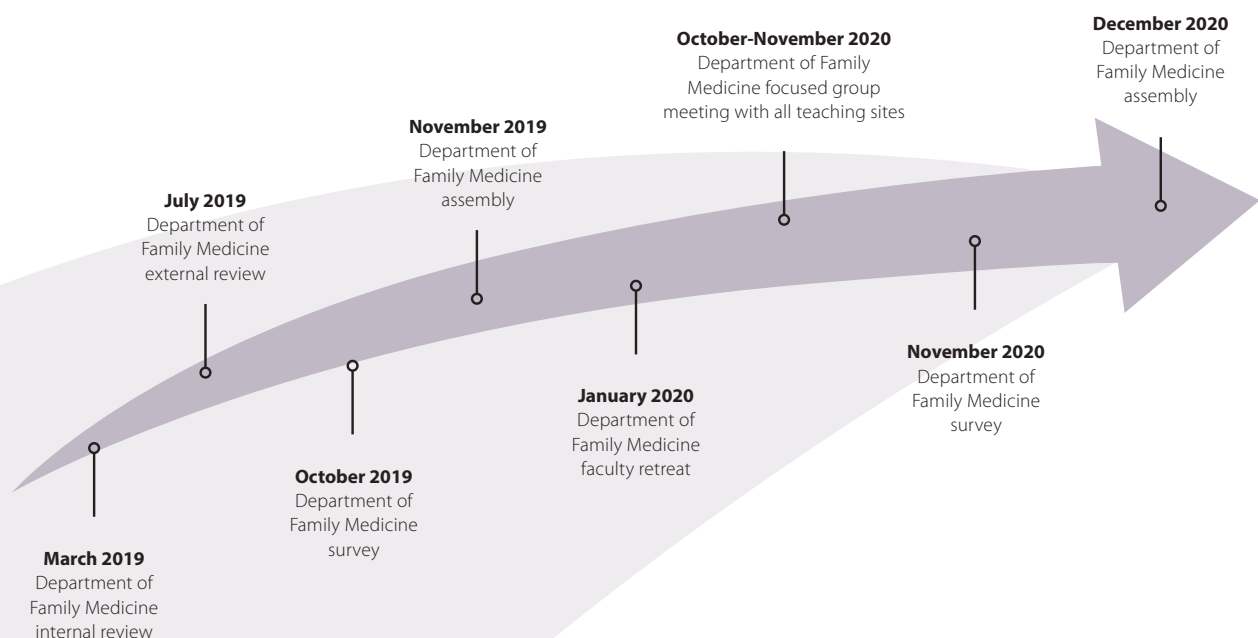 March 2019
Department of
Family Medicine
internal review
July 2019
Department of
Family Medicine
external review
October 2019
Department of
Family Medicine
survey
November 2019
Department of
Family Medicine
assembly
January 2020
Department of
Family Medicine
faculty retreat
October-November 2020
Department of Family
Medicine focused group
meeting with all teaching sites
November 2020
Department of
Family Medicine
survey
December 2020
Department of
Family Medicine
assembly